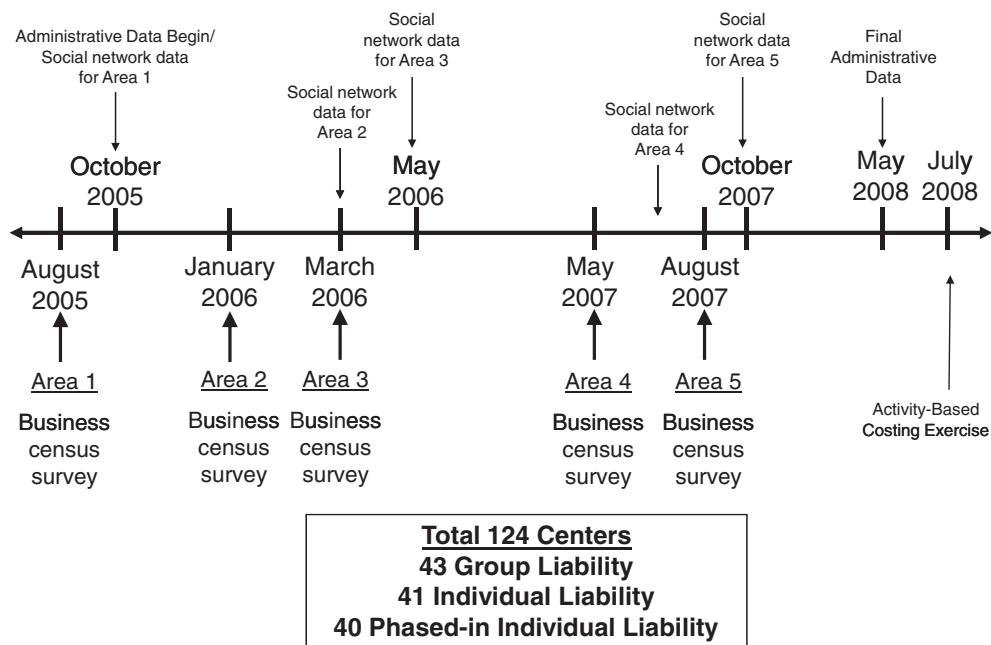 Administrative Data Begin/
Social network data
for Area 1
Social network
data for
Area 2
Social
network data
for Area 3
Social network
data for
Area 4
Social
network data
for Area 5
Final
Administrative
Data
October
2005
May
2006
October
2007
May
2008
July
2008
August
2005
January
2006
March
2006
May
2007
August
2007
Area 1
Business
census
survey
Area 2
Business
census
survey
Area 3
Business
census
survey
Area 4
Business
census
survey
Area 5
Business
census
survey
Activity-Based
Costing Exercise
Total 124 Centers
43 Group Liability
41 Individual Liability
40 Phased-in Individual Liability